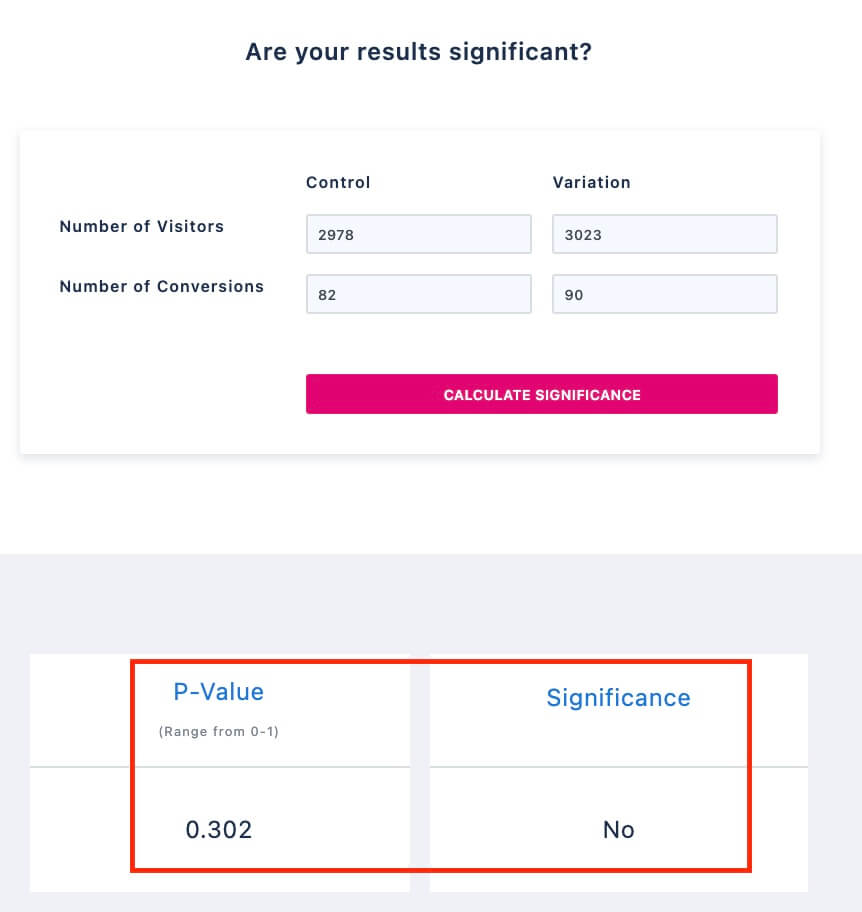 Are your results significant?
Control Variation
Number of Visitors 2978 3023
Number of Conversions 82 90
CALCULATE SIGNIFICANCE
P-Value Significance
(Range from 0-1)
0.302 No